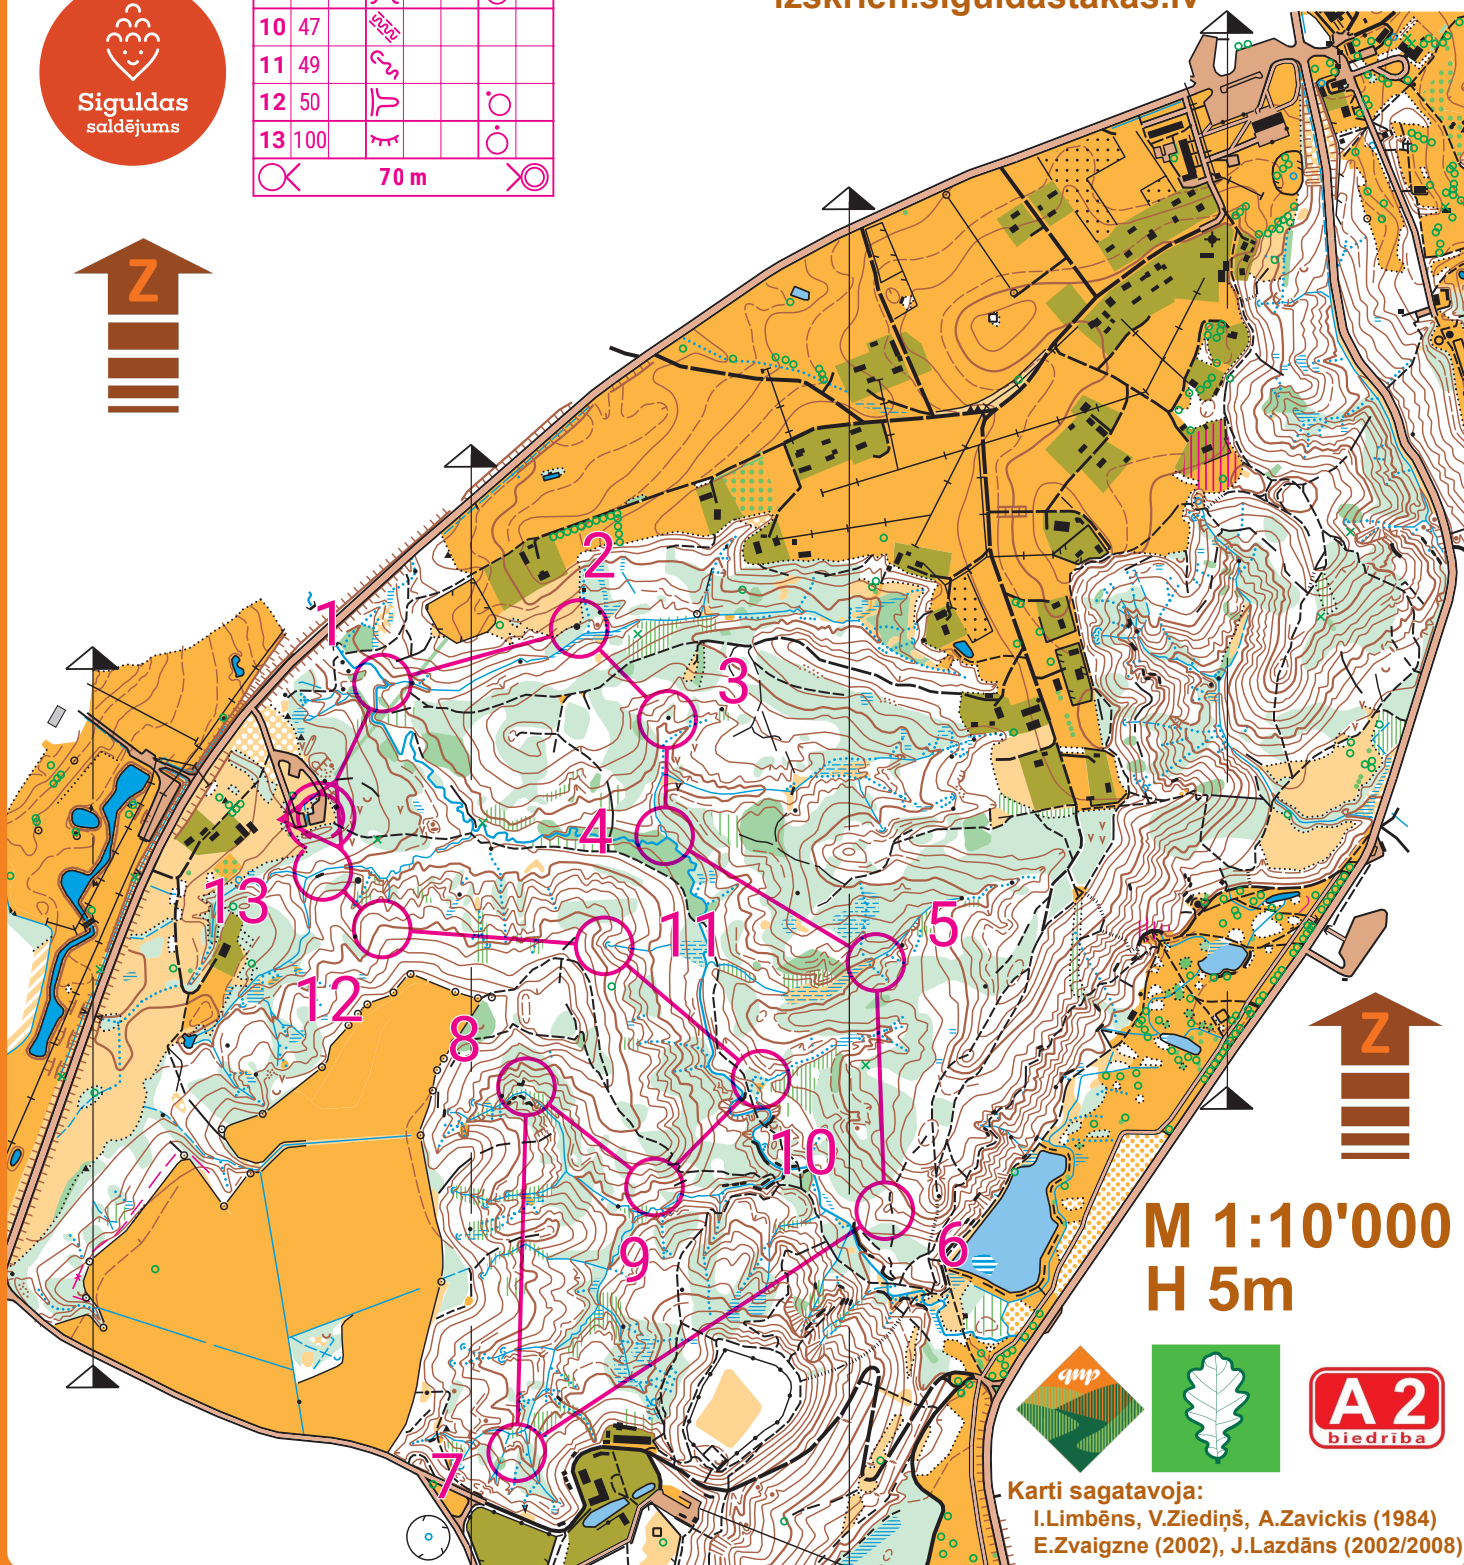 izskrien.siguldastakas.lv
Siguldas
saldējums
10 47
11 49
12 50
13 100
70 m
Z
1
2
3
4
5
6
7
8
9
10
11
12
13
Z
M 1:10'000
H 5m
qmp
A 2
biedrība
Karti sagatavoja:
I.Limbēns, V.Ziediņš, A.Zavickis (1984)
E.Zvaigzne (2002), J.Lazdāns (2002/2008)